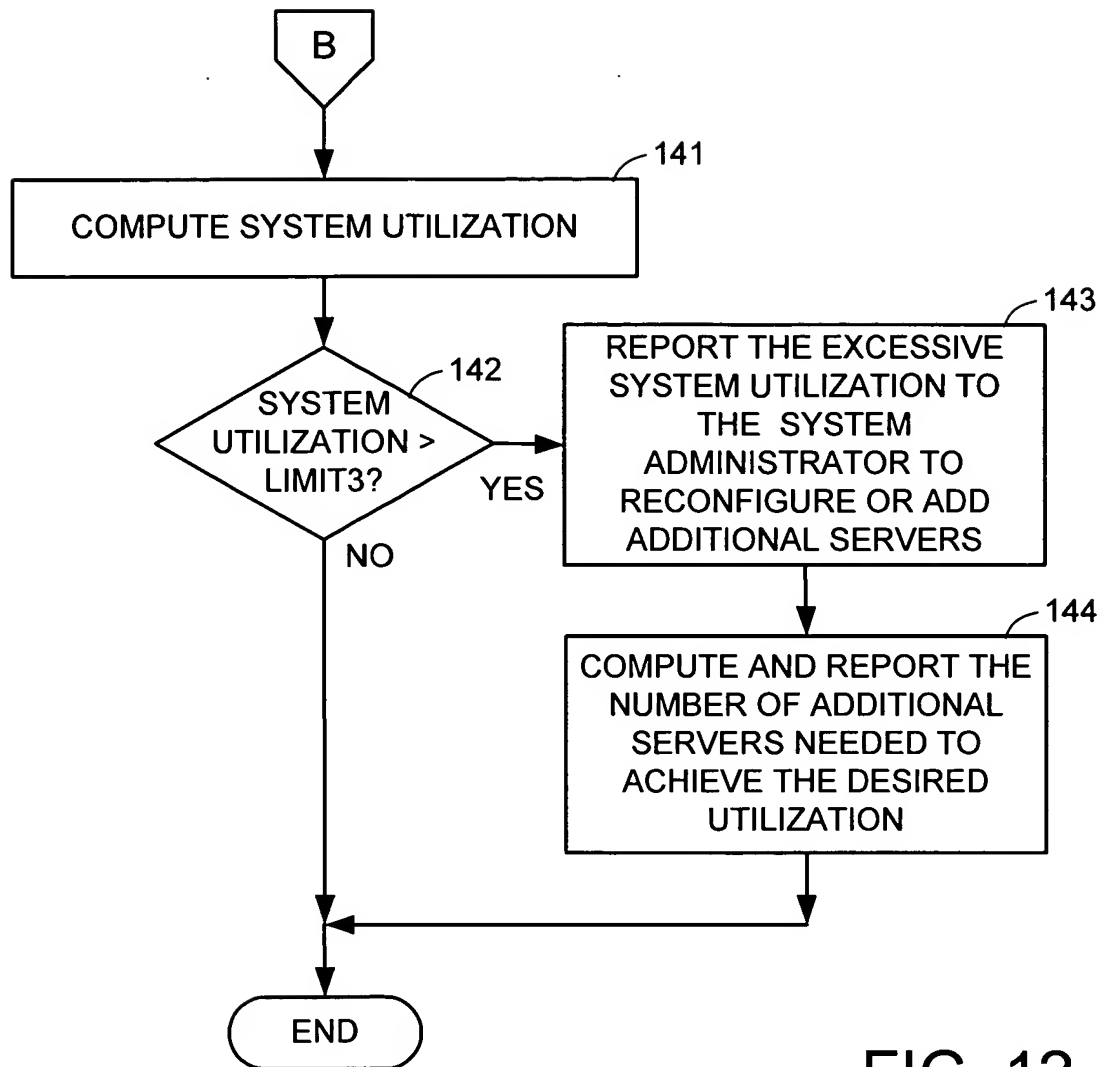 B
141
COMPUTE SYSTEM UTILIZATION
142
SYSTEM
UTILIZATION >
LIMIT3?
YES
NO
143
REPORT THE EXCESSIVE
SYSTEM UTILIZATION TO
THE SYSTEM
ADMINISTRATOR TO
RECONFIGURE OR ADD
ADDITIONAL SERVERS
144
COMPUTE AND REPORT THE
NUMBER OF ADDITIONAL
SERVERS NEEDED TO
ACHIEVE THE DESIRED
UTILIZATION
END